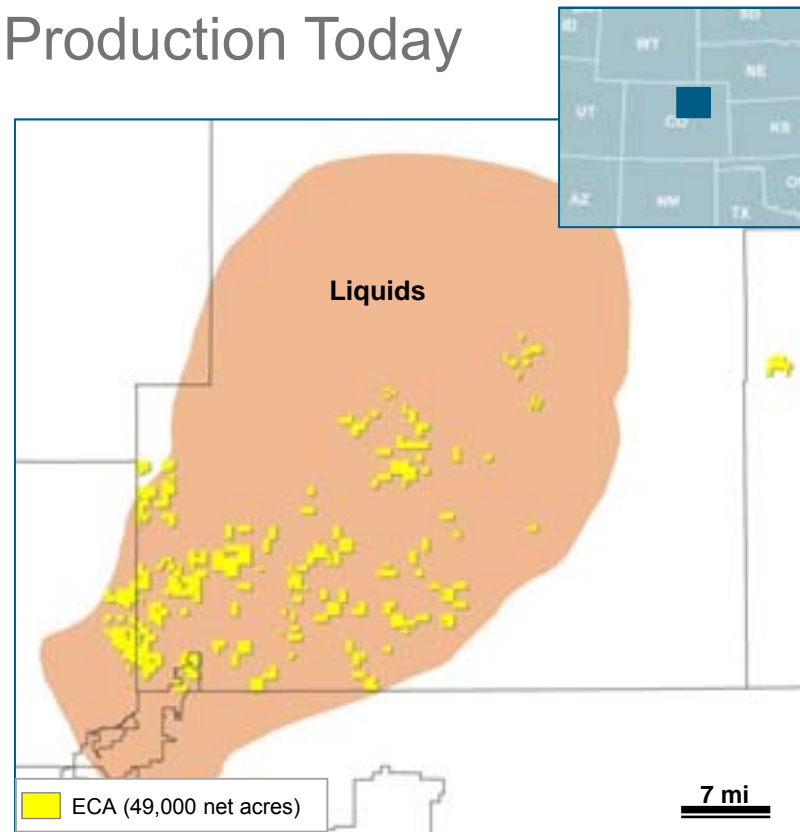 Production Today
WY
NE
UT
CO
KS
AZ
NM
TX
Liquids
ECA (49,000 net acres)
7 mi